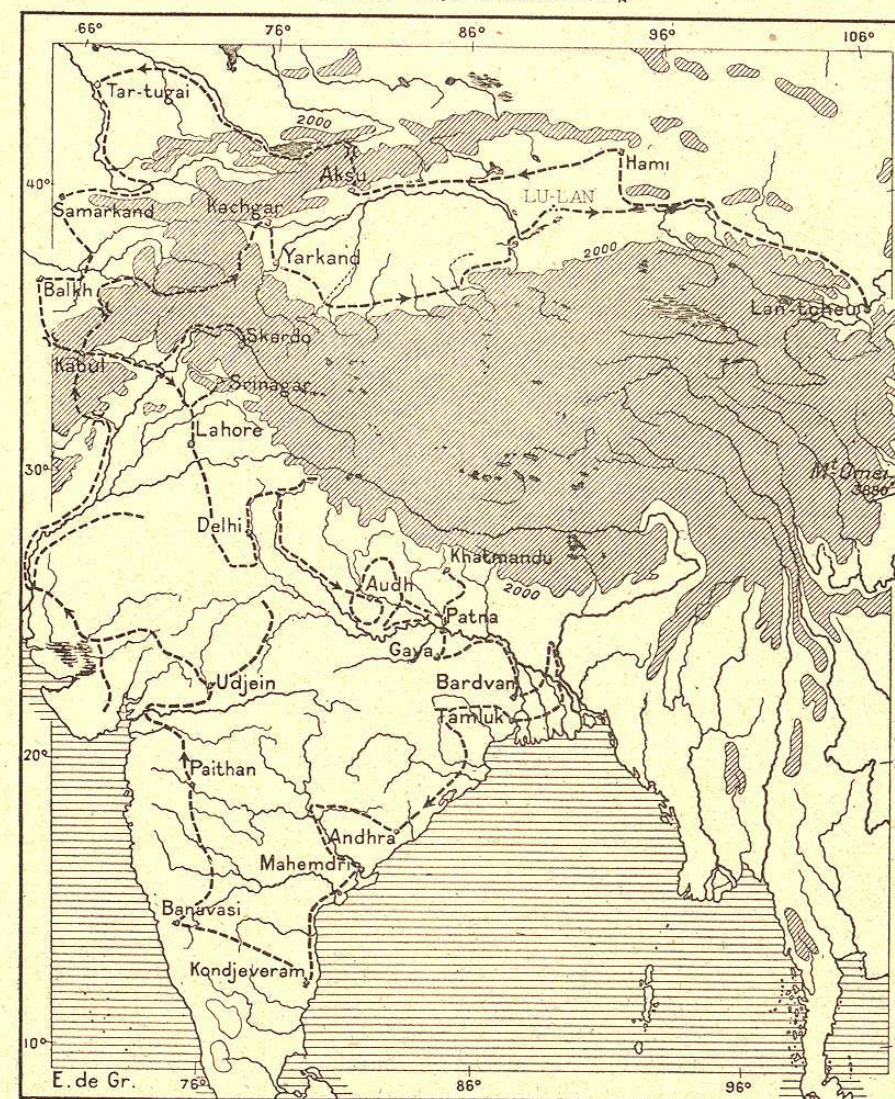 66° 76° 86° 96° 106°
Tar-tugai
2000
Hami
Aksu
40°
LU-LAN
Samarkand
Kachgar
Yarkand
2000
Balkh
Lan-tcheu
Skardo
Kabul
Srinagar
Lahore
30°
Mt Omei
3880
Delhi
Khatmandu
Audh
2000
Patna
Gaya
Udjein
Bardvan
Tamluk
20°
Paithan
Andhra
Mahemdri
Banavasi
Kondjeveram
10°
E. de Gr.
76° 86° 96°